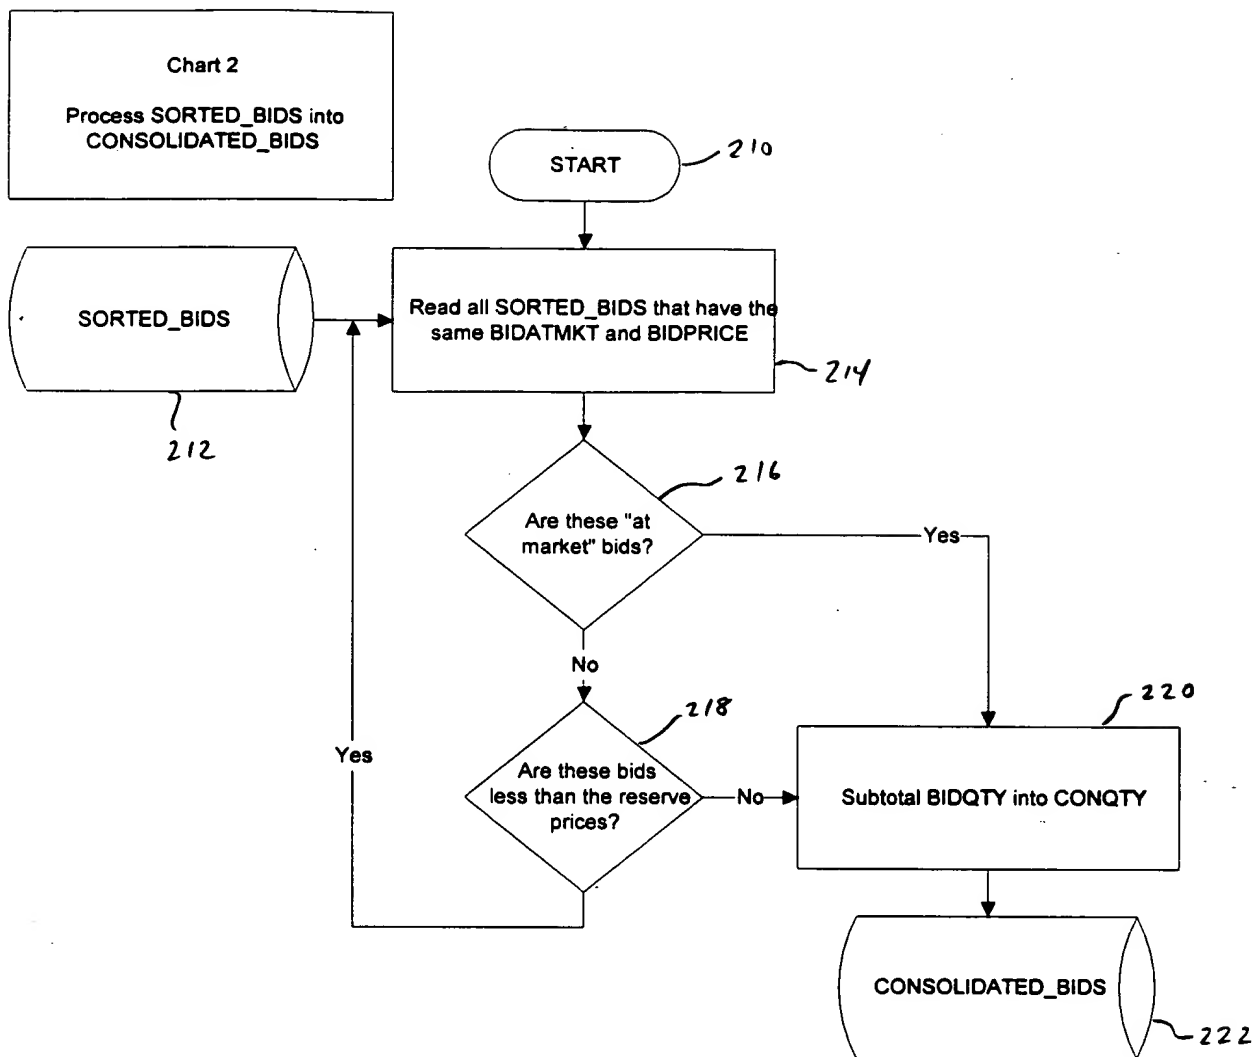 Chart 2
Process SORTED_BIDS into
CONSOLIDATED_BIDS
START
210
SORTED_BIDS
212
Read all SORTED_BIDS that have the
same BIDATMKT and BIDPRICE
214
216
Are these "at
market" bids?
Yes
No
218
220
Yes
Are these bids
less than the reserve
prices?
No
Subtotal BIDQTY into CONQTY
CONSOLIDATED_BIDS
222